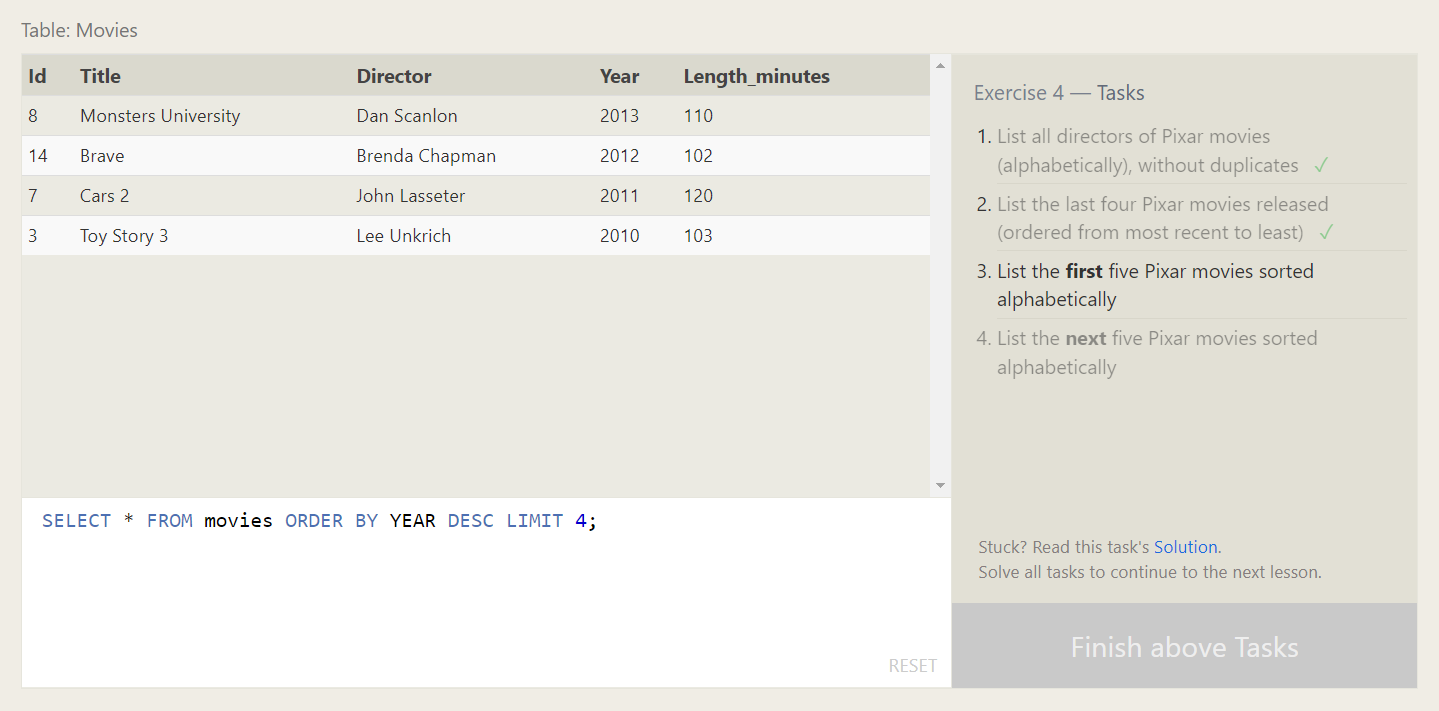 Table: Movies
Id Title Director Year Length_minutes
8 Monsters University Dan Scanlon 2013 110
14 Brave Brenda Chapman 2012 102
7 Cars 2 John Lasseter 2011 120
3 Toy Story 3 Lee Unkrich 2010 103
SELECT * FROM movies ORDER BY YEAR DESC LIMIT 4;
RESET
Exercise 4 — Tasks
1. List all directors of Pixar movies
(alphabetically), without duplicates ✓
2. List the last four Pixar movies released
(ordered from most recent to least) ✓
3. List the first five Pixar movies sorted
alphabetically
4. List the next five Pixar movies sorted
alphabetically
Stuck? Read this task's Solution.
Solve all tasks to continue to the next lesson.
Finish above Tasks